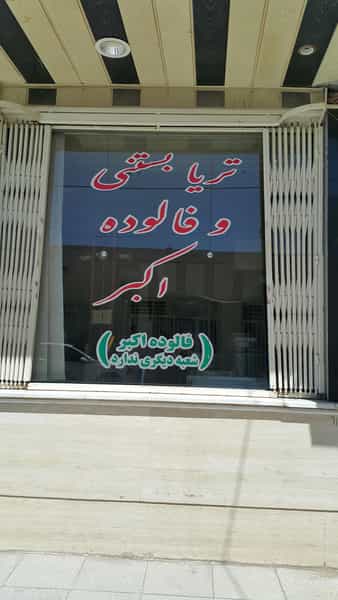 تریا بستنی
و فالوده
اکبر
فالوده اکبر
(شعبه دیگری ندارد)